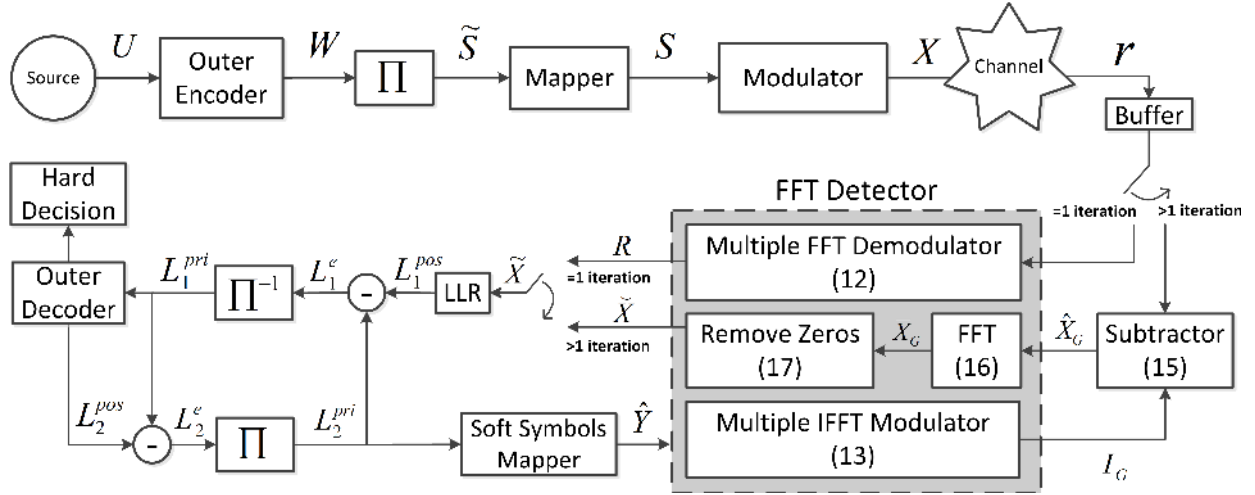 U
W
S̃
S
X
r
Source
Outer
Encoder
Π
Mapper
Modulator
Channel
Buffer
Hard
Decision
FFT Detector
=1 iteration
>1 iteration
Outer
Decoder
L₁^pri
Π⁻¹
L₁^e
-
L₁^pos
LLR
X̃
R
=1 iteration
X̆
>1 iteration
Multiple FFT Demodulator
(12)
Remove Zeros
(17)
X_G
FFT
(16)
X̂_G
Subtractor
(15)
L₂^pos
-
L₂^e
Π
L₂^pri
Soft Symbols
Mapper
Ŷ
Multiple IFFT Modulator
(13)
I_G